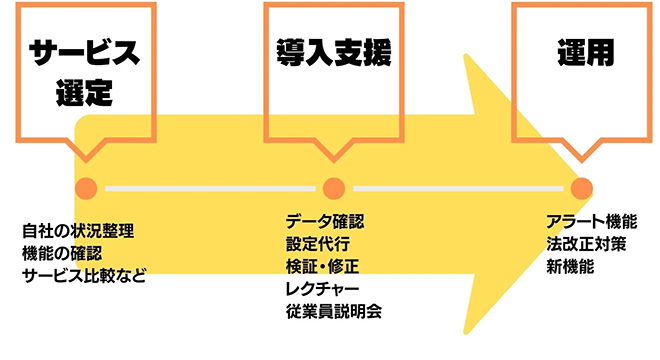 サービス
選定
導入支援
運用
自社の状況整理
機能の確認
サービス比較など
データ確認
設定代行
検証・修正
レクチャー
従業員説明会
アラート機能
法改正対策
新機能